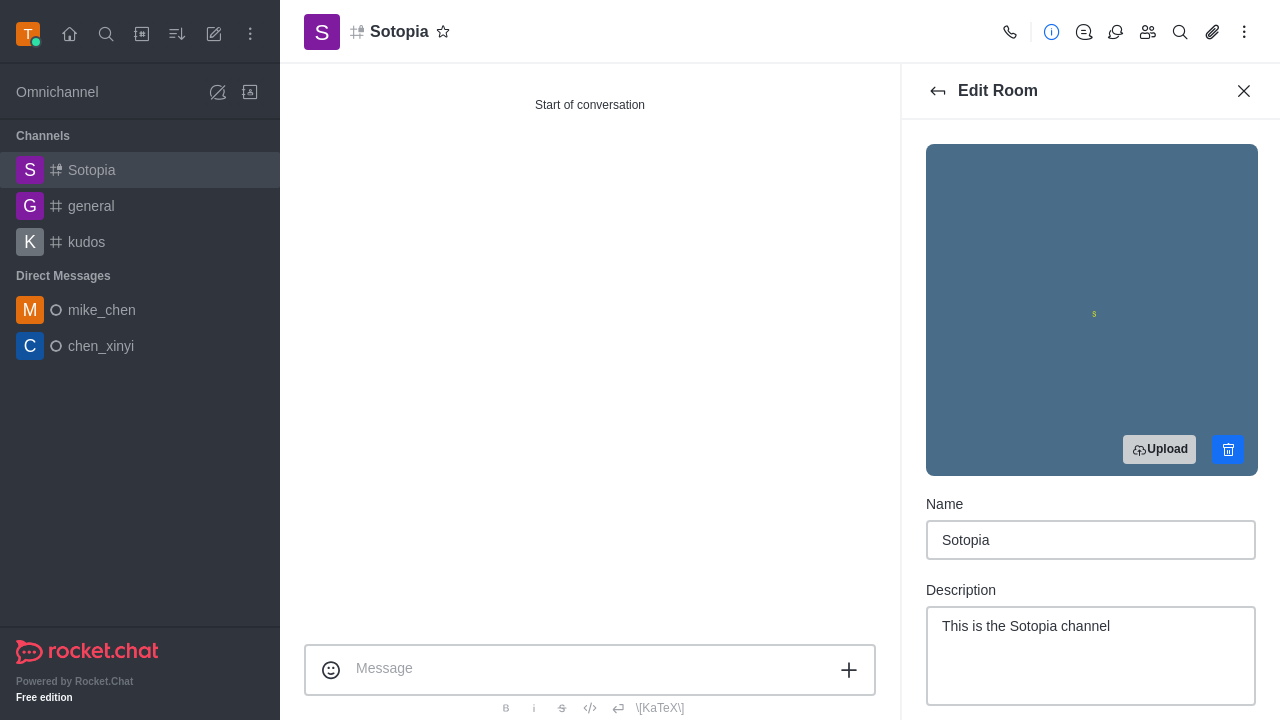 T
Omnichannel
Channels
S Sotopia
G general
K kudos
Direct Messages
M mike_chen
C chen_xinyi
rocket.chat
Powered by Rocket.Chat
Free edition
S Sotopia
Start of conversation
Message
B i S \[KaTeX\]
Edit Room
S
Upload
Name
Sotopia
Description
This is the Sotopia channel